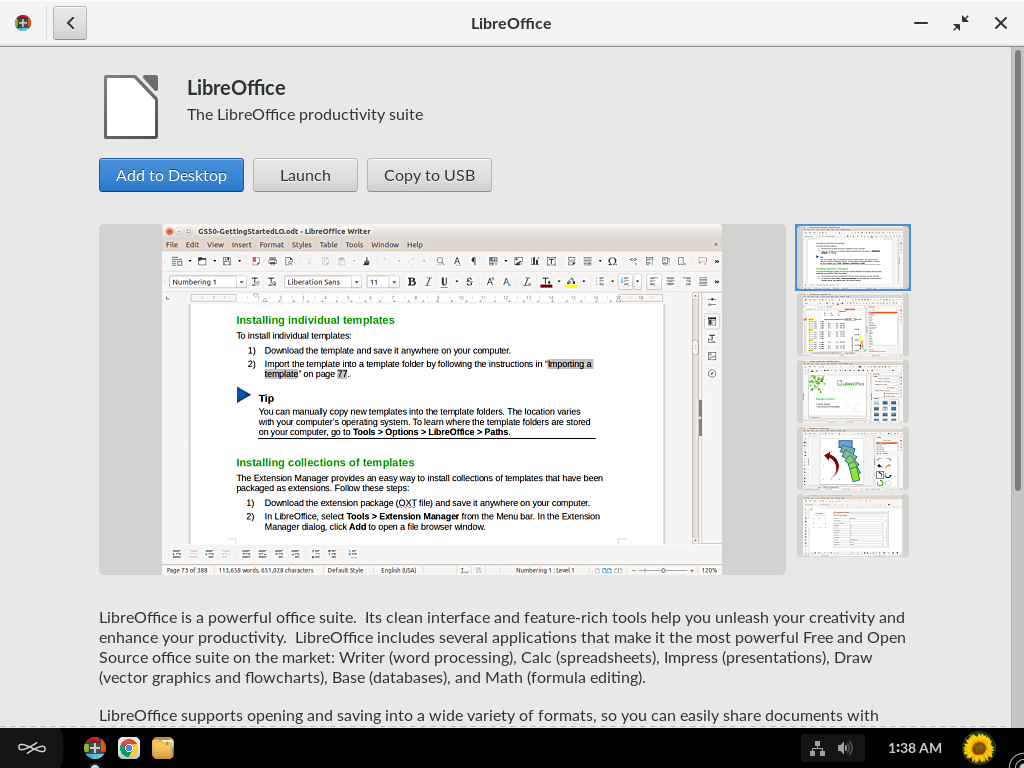 LibreOffice
LibreOffice
The LibreOffice productivity suite
Add to Desktop
Launch
Copy to USB
GS50-GettingStartedLO.odt - LibreOffice Writer
File Edit View Insert Format Styles Table Tools Window Help
Numbering 1
Liberation Sans
11
Installing individual templates
To install individual templates:
1) Download the template and save it anywhere on your computer.
2) Import the template into a template folder by following the instructions in "Importing a
template" on page 77.
Tip
You can manually copy new templates into the template folders. The location varies
with your computer's operating system. To learn where the template folders are stored
on your computer, go to Tools > Options > LibreOffice > Paths.
Installing collections of templates
The Extension Manager provides an easy way to install collections of templates that have been
packaged as extensions. Follow these steps:
1) Download the extension package (OXT file) and save it anywhere on your computer.
2) In LibreOffice, select Tools > Extension Manager from the Menu bar. In the Extension
Manager dialog, click Add to open a file browser window.
Page 73 of 388 113,658 words, 651,028 characters Default Style English (USA) Numbering 1 : Level 1 120%
LibreOffice is a powerful office suite. Its clean interface and feature-rich tools help you unleash your creativity and
enhance your productivity. LibreOffice includes several applications that make it the most powerful Free and Open
Source office suite on the market: Writer (word processing), Calc (spreadsheets), Impress (presentations), Draw
(vector graphics and flowcharts), Base (databases), and Math (formula editing).
LibreOffice supports opening and saving into a wide variety of formats, so you can easily share documents with
1:38 AM